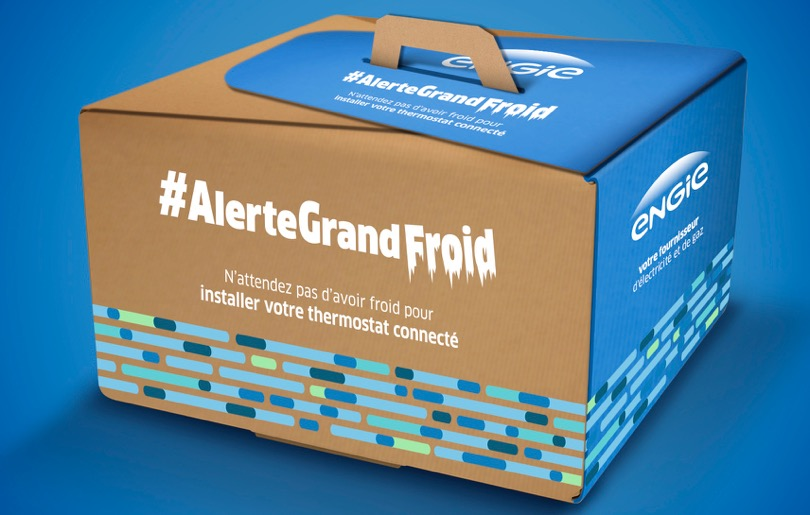 ENGIE
#AlerteGrandFroid
N'attendez pas d'avoir froid pour
installer votre thermostat connecté
#AlerteGrandFroid
N'attendez pas d'avoir froid pour
installer votre thermostat connecté
ENGIE
votre fournisseur
d'électricité et de gaz